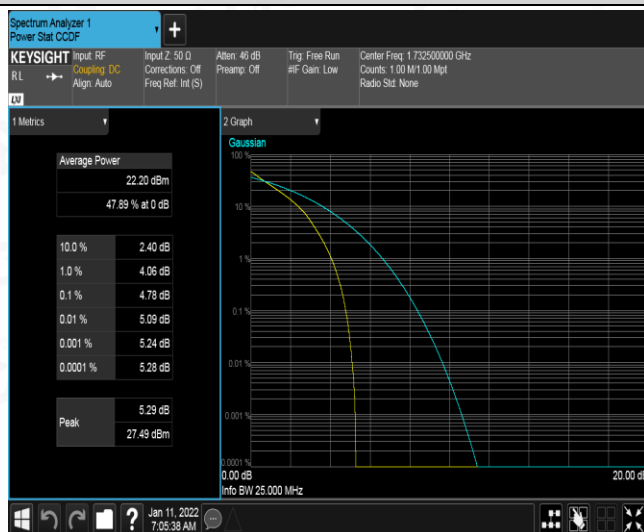 Spectrum Analyzer 1
Power Stat CCDF
+
KEYSIGHT
RL
LXI
Input: RF
Coupling: DC
Align: Auto
Input Z: 50 Ω
Corrections: Off
Freq Ref: Int (S)
Atten: 46 dB
Preamp: Off
Trig: Free Run
#IF Gain: Low
Center Freq: 1.732500000 GHz
Counts: 1.00 M/1.00 Mpt
Radio Std: None
1 Metrics
Average Power
22.20 dBm
47.89 % at 0 dB
10.0 % 2.40 dB
1.0 % 4.06 dB
0.1 % 4.78 dB
0.01 % 5.09 dB
0.001 % 5.24 dB
0.0001 % 5.28 dB
Peak
5.29 dB
27.49 dBm
2 Graph
Gaussian
100 %
10 %
1 %
0.1 %
0.01 %
0.001 %
0.0001 %
0.00 dB
20.00 dB
Info BW 25.000 MHz
?
Jan 11, 2022
7:05:38 AM